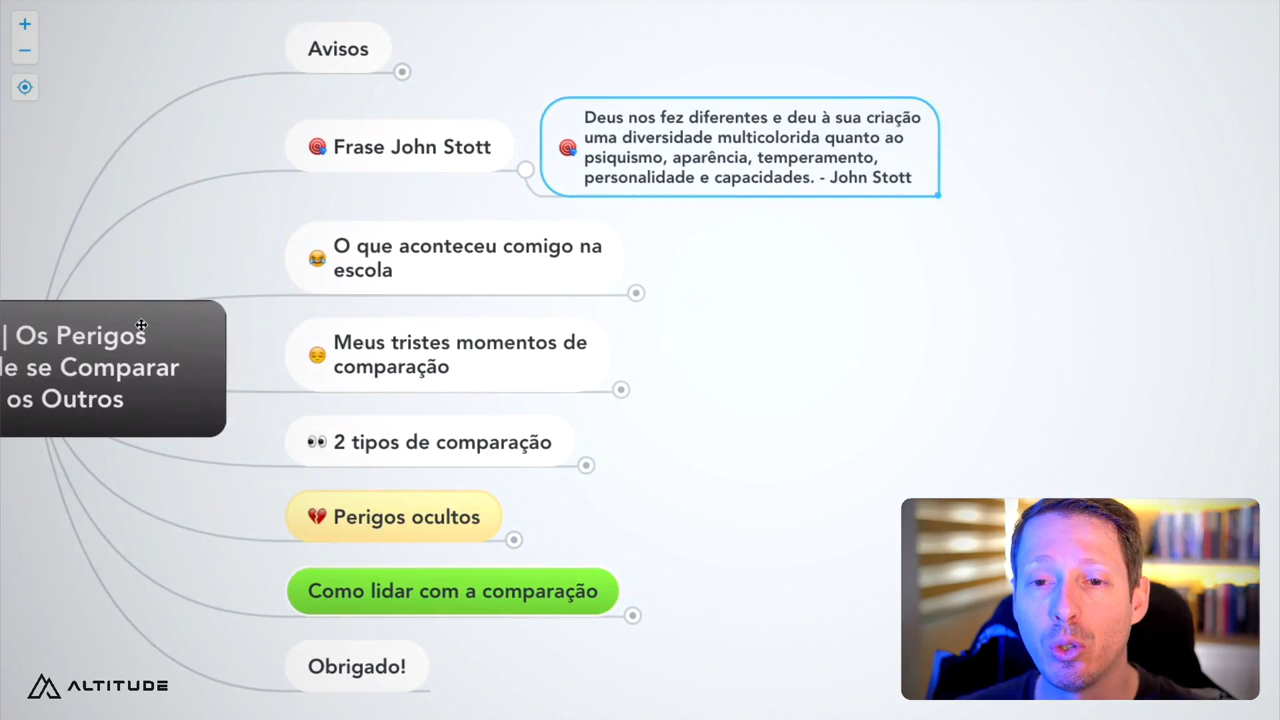 Avisos
Frase John Stott
Deus nos fez diferentes e deu à sua criação
uma diversidade multicolorida quanto ao
psiquismo, aparência, temperamento,
personalidade e capacidades. - John Stott
O que aconteceu comigo na
escola
| Os Perigos
de se Comparar
os Outros
Meus tristes momentos de
comparação
2 tipos de comparação
Perigos ocultos
Como lidar com a comparação
Obrigado!
ALTITUDE